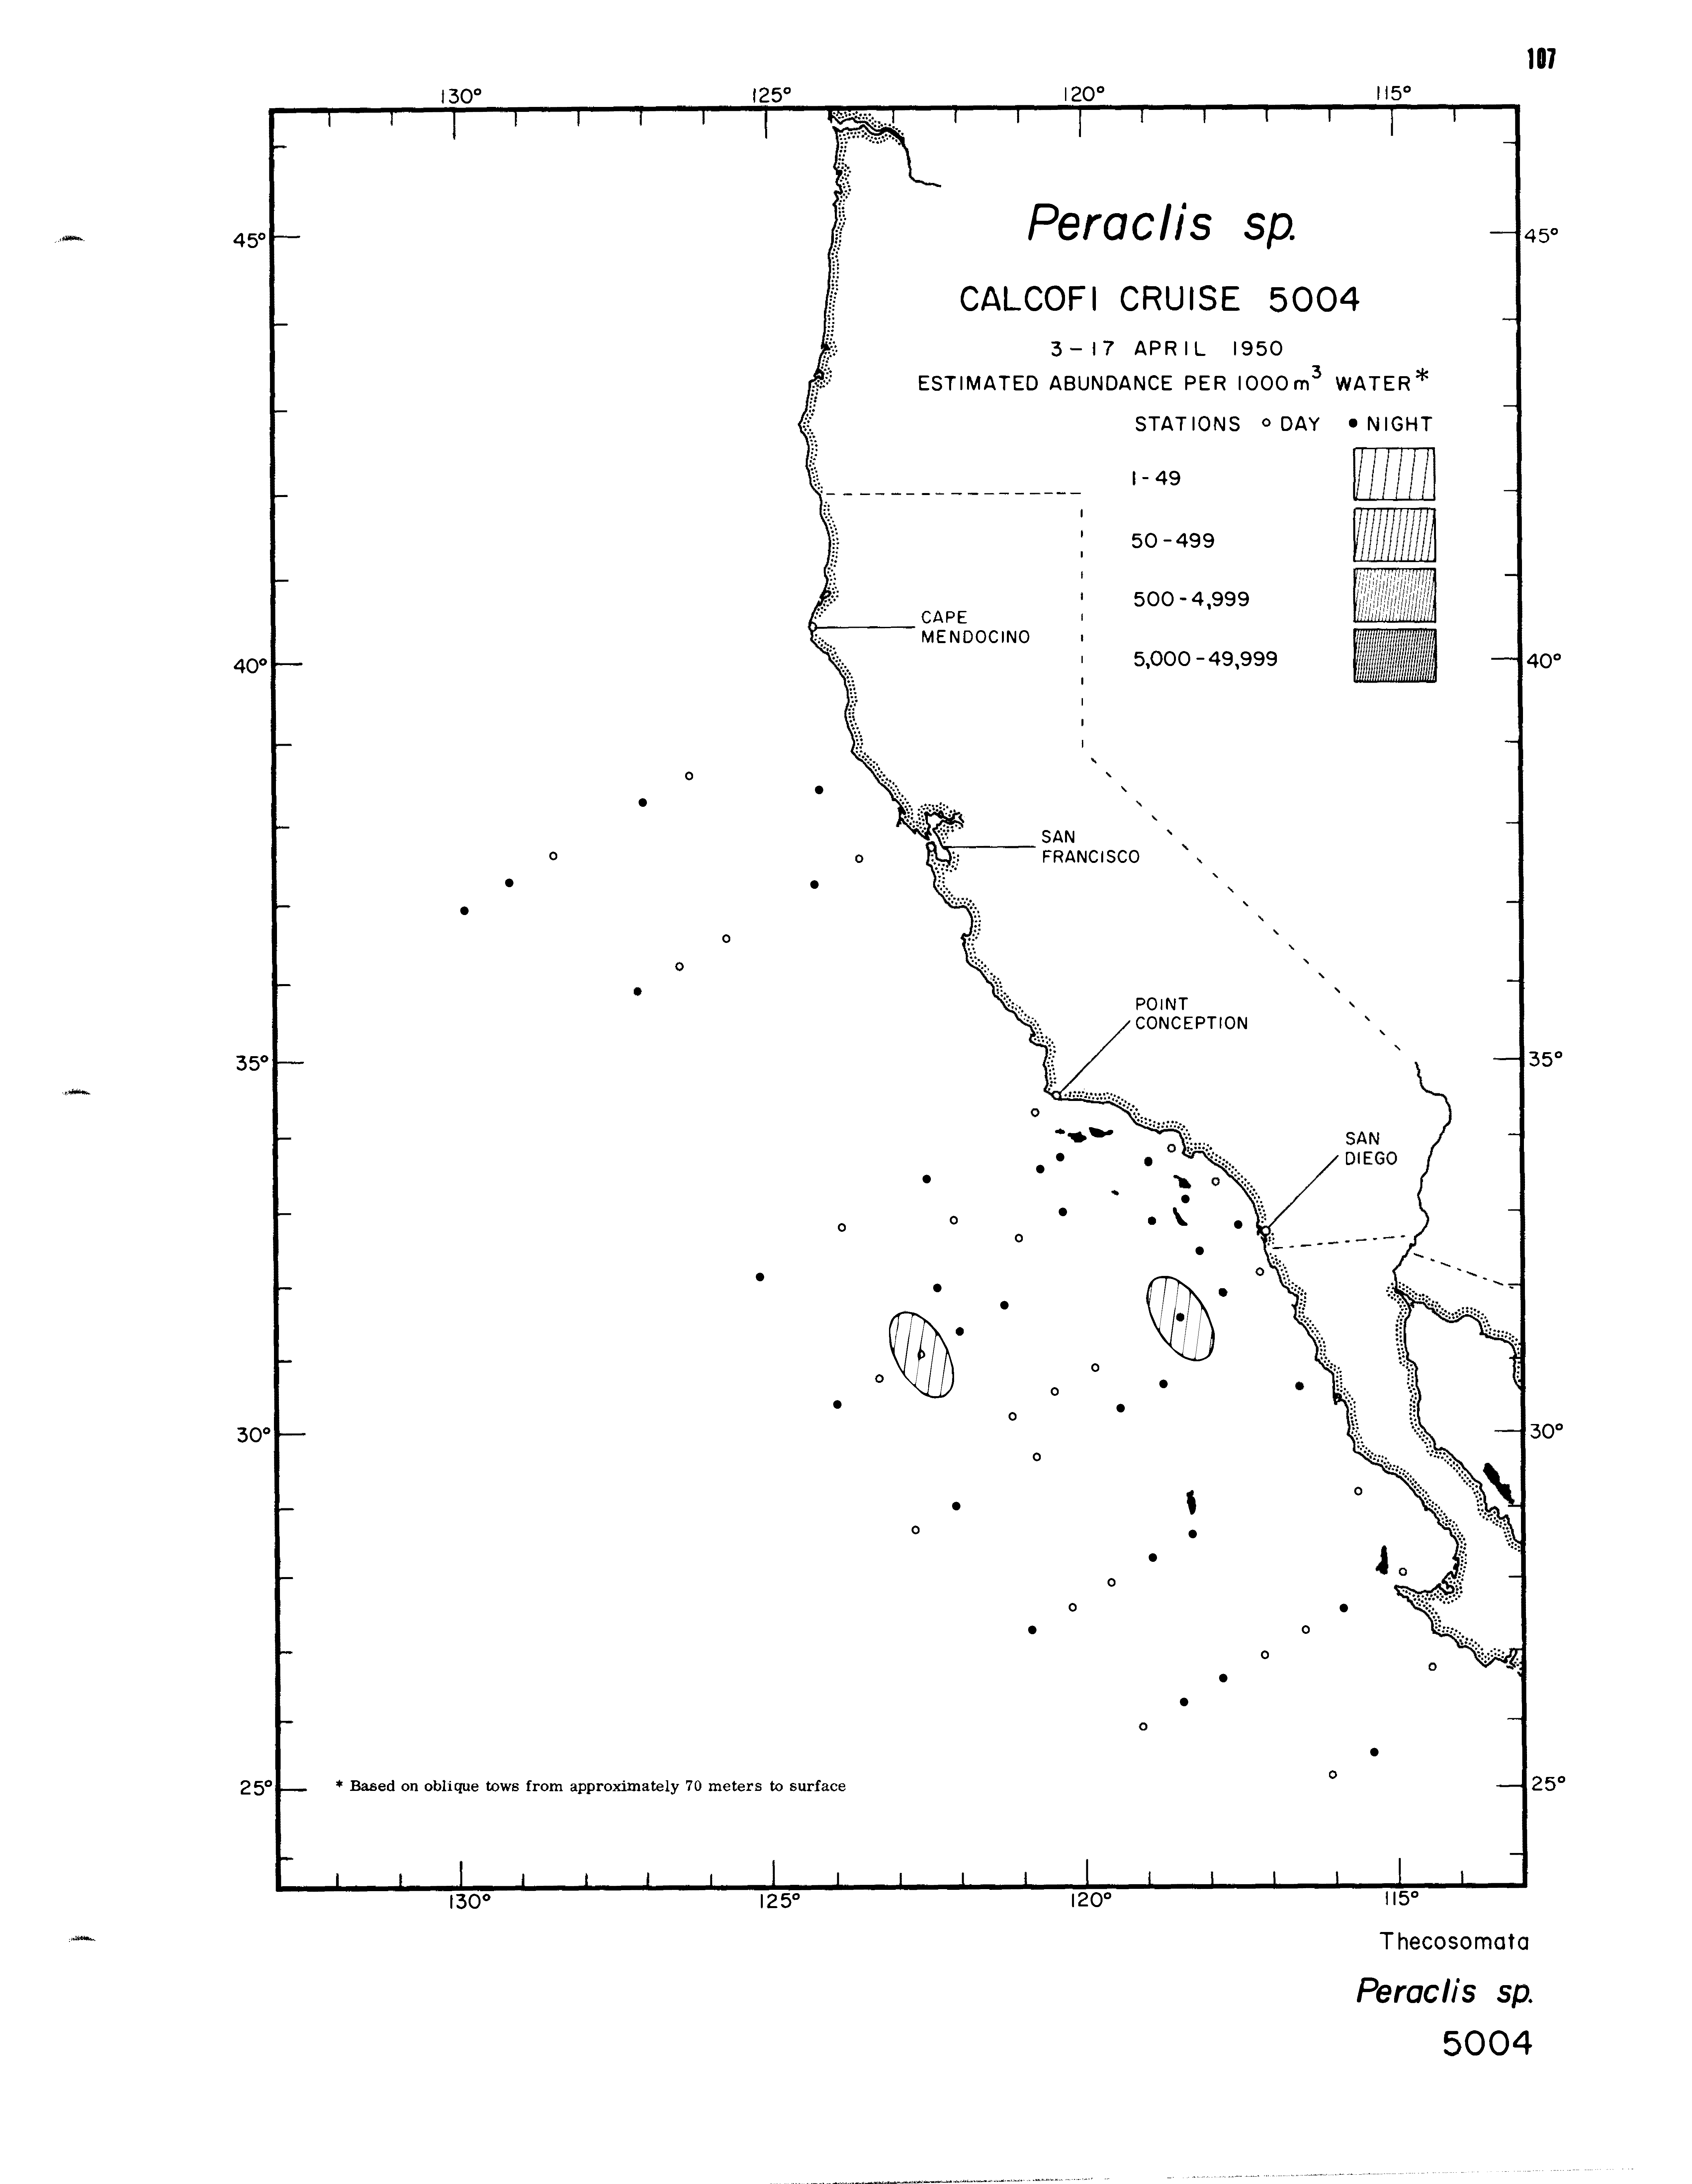 107
130° 125° 120° 115°
Peraclis sp.
45° 45°
CALCOFI CRUISE 5004
3-17 APRIL 1950
ESTIMATED ABUNDANCE PER 1000 m³ WATER*
STATIONS ○ DAY ● NIGHT
1-49
50-499
500-4,999
CAPE
MENDOCINO
5,000-49,999
40° 40°
SAN
FRANCISCO
POINT
CONCEPTION
35° 35°
SAN
DIEGO
30° 30°
25° * Based on oblique tows from approximately 70 meters to surface 25°
130° 125° 120° 115°
Thecosomata
Peraclis sp.
5004